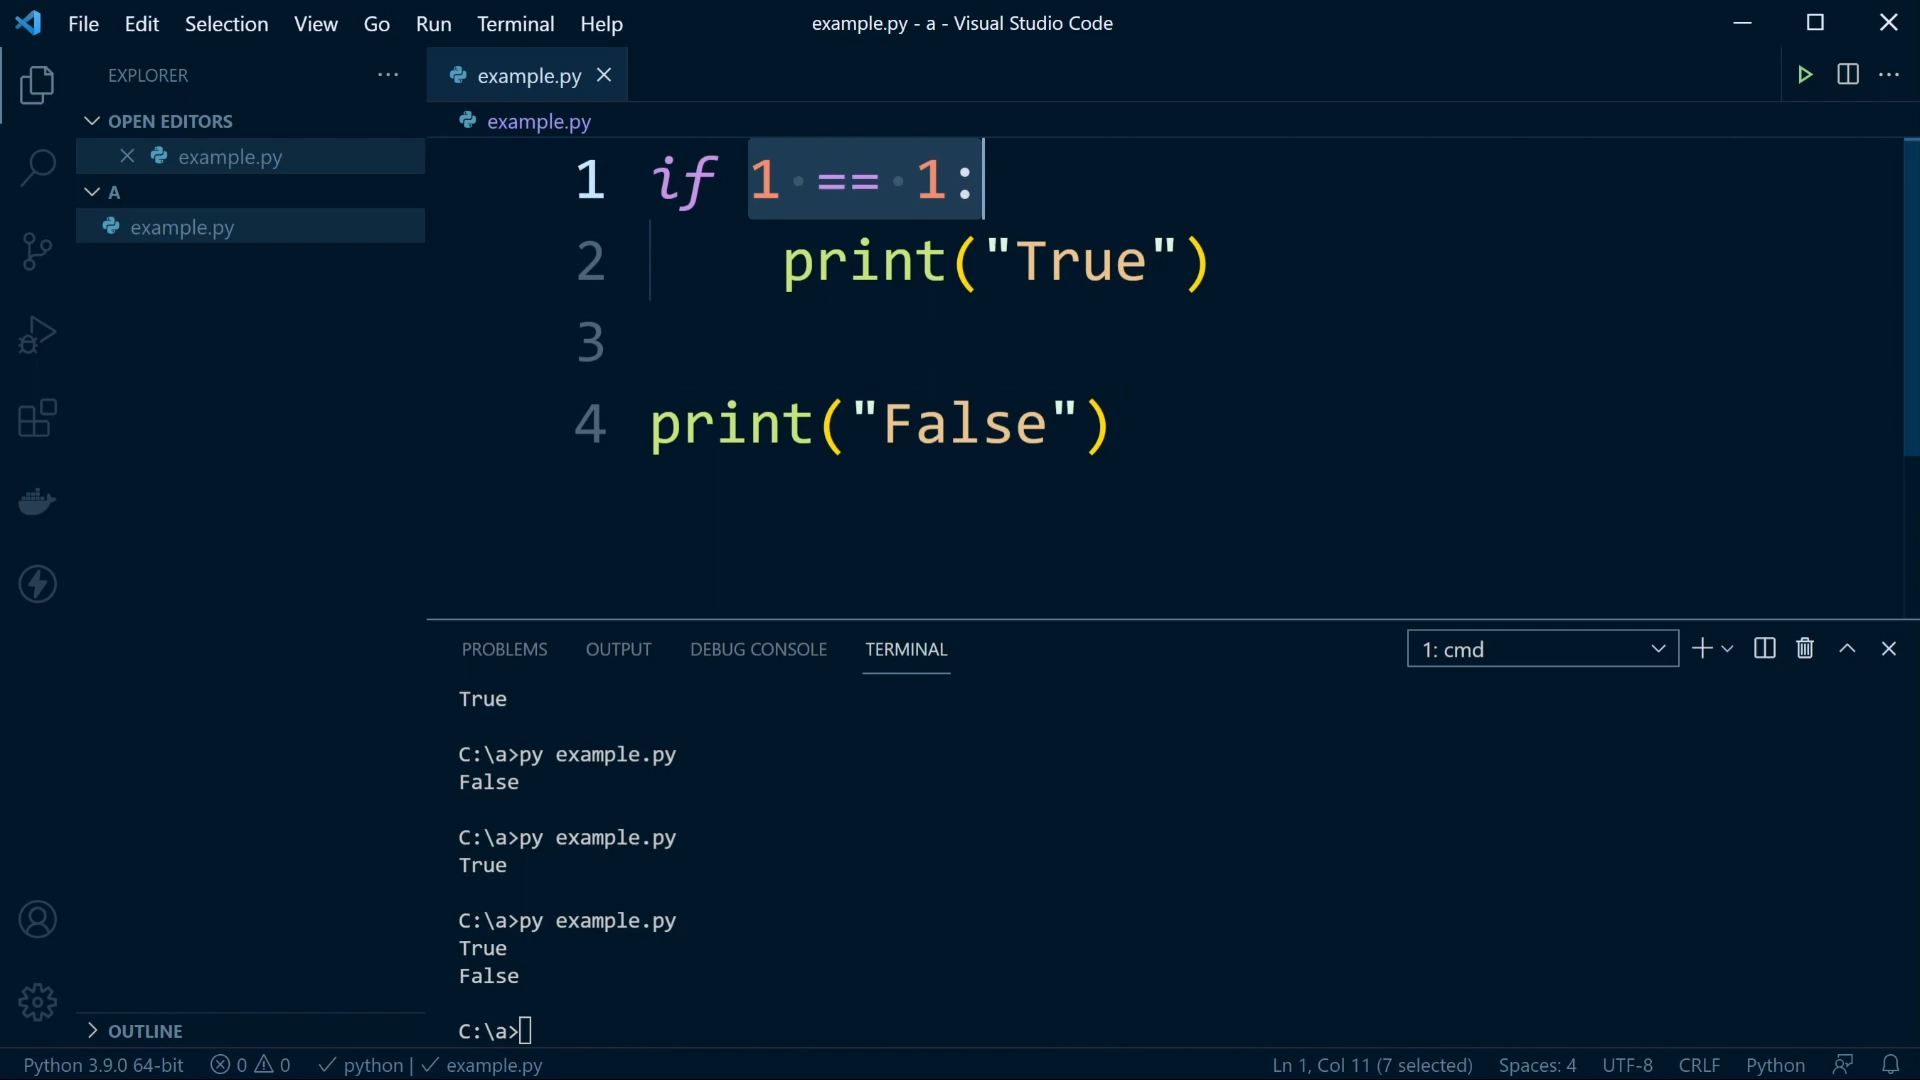 File Edit Selection View Go Run Terminal Help example.py - a - Visual Studio Code
EXPLORER
OPEN EDITORS
example.py
A
example.py
OUTLINE
example.py
example.py
1 if 1 == 1:
2 print("True")
3
4 print("False")
PROBLEMS OUTPUT DEBUG CONSOLE TERMINAL 1: cmd
True
C:\a>py example.py
False
C:\a>py example.py
True
C:\a>py example.py
True
False
C:\a>
Python 3.9.0 64-bit 0 0 python | example.py Ln 1, Col 11 (7 selected) Spaces: 4 UTF-8 CRLF Python